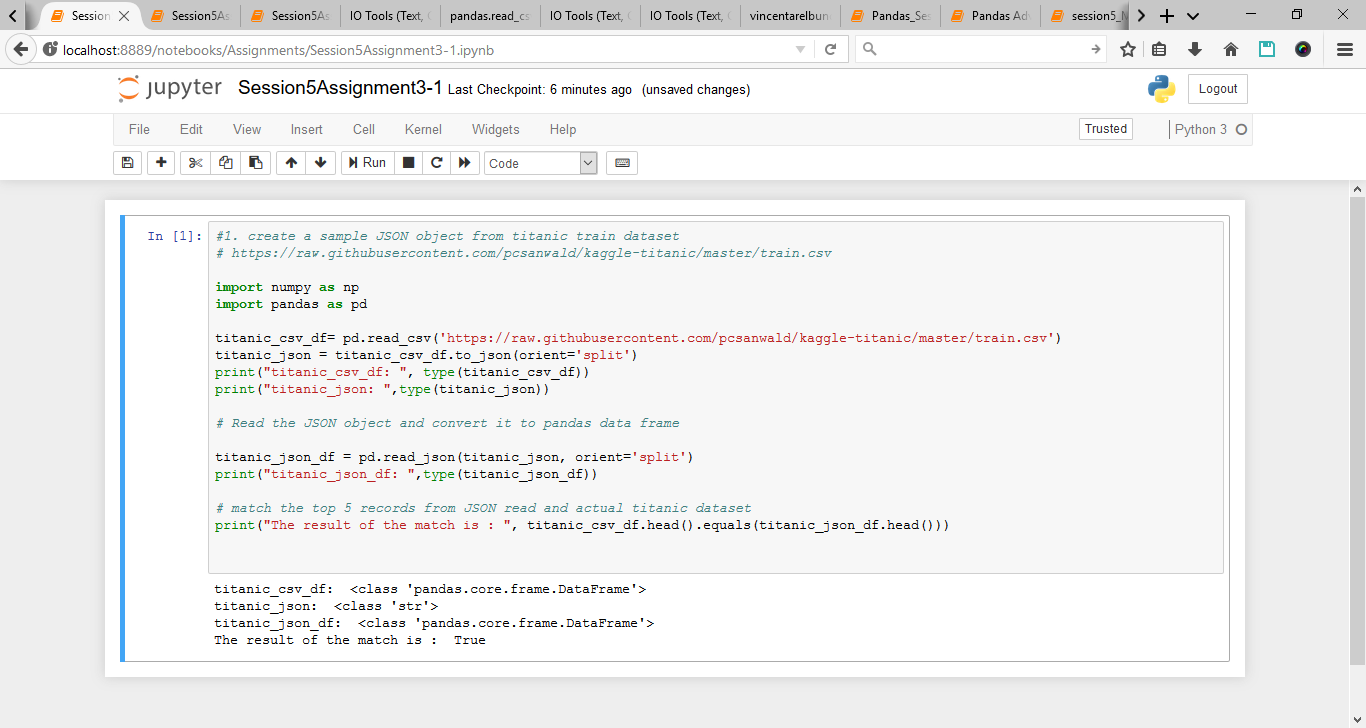 Session
Session5As
Session5As
IO Tools (Text,
pandas.read_cs
IO Tools (Text,
IO Tools (Text,
vincentarelbun
Pandas_Se
Pandas Ad
session5_
localhost:8889/notebooks/Assignments/Session5Assignment3-1.ipynb
jupyter Session5Assignment3-1 Last Checkpoint: 6 minutes ago (unsaved changes) Logout
File Edit View Insert Cell Kernel Widgets Help Trusted Python 3
Run Code
In [1]: #1. create a sample JSON object from titanic train dataset
# https://raw.githubusercontent.com/pcsanwald/kaggle-titanic/master/train.csv
import numpy as np
import pandas as pd
titanic_csv_df= pd.read_csv('https://raw.githubusercontent.com/pcsanwald/kaggle-titanic/master/train.csv')
titanic_json = titanic_csv_df.to_json(orient='split')
print("titanic_csv_df: ", type(titanic_csv_df))
print("titanic_json: ",type(titanic_json))
# Read the JSON object and convert it to pandas data frame
titanic_json_df = pd.read_json(titanic_json, orient='split')
print("titanic_json_df: ",type(titanic_json_df))
# match the top 5 records from JSON read and actual titanic dataset
print("The result of the match is : ", titanic_csv_df.head().equals(titanic_json_df.head()))
titanic_csv_df:  <class 'pandas.core.frame.DataFrame'>
titanic_json:  <class 'str'>
titanic_json_df:  <class 'pandas.core.frame.DataFrame'>
The result of the match is :  True